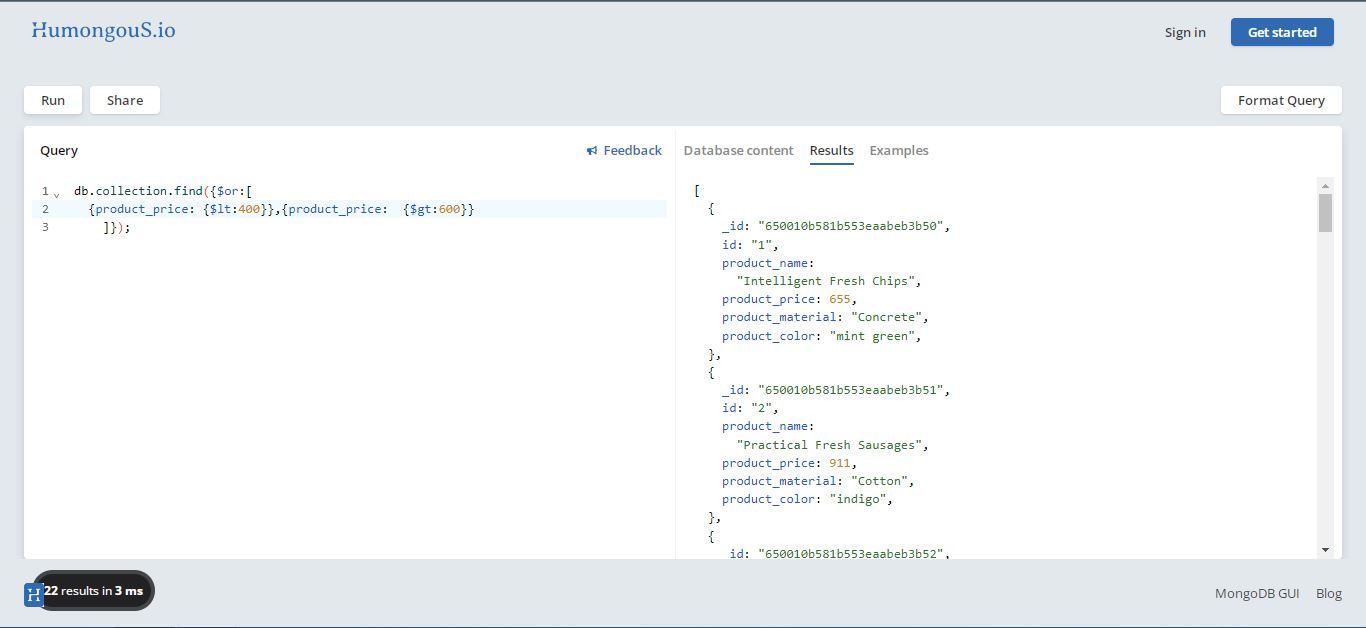 HumongouS.io
Sign in
Get started
Run
Share
Format Query
Query
Feedback
Database content
Results
Examples
1 db.collection.find({$or:[
2 {product_price: {$lt:400}},{product_price:  {$gt:600}}
3 ]});
[
{
_id: "650010b581b553eaabeb3b50",
id: "1",
product_name:
"Intelligent Fresh Chips",
product_price: 655,
product_material: "Concrete",
product_color: "mint green",
},
{
_id: "650010b581b553eaabeb3b51",
id: "2",
product_name:
"Practical Fresh Sausages",
product_price: 911,
product_material: "Cotton",
product_color: "indigo",
},
{
_id: "650010b581b553eaabeb3b52",
H
22 results in 3 ms
MongoDB GUI
Blog